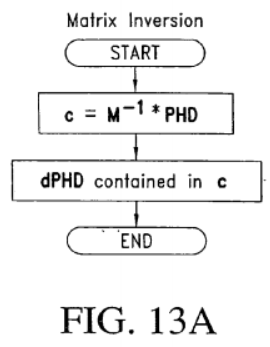 Matrix Inversion
START
c = M⁻¹ * PHD
dPHD contained in c
END
FIG. 13A